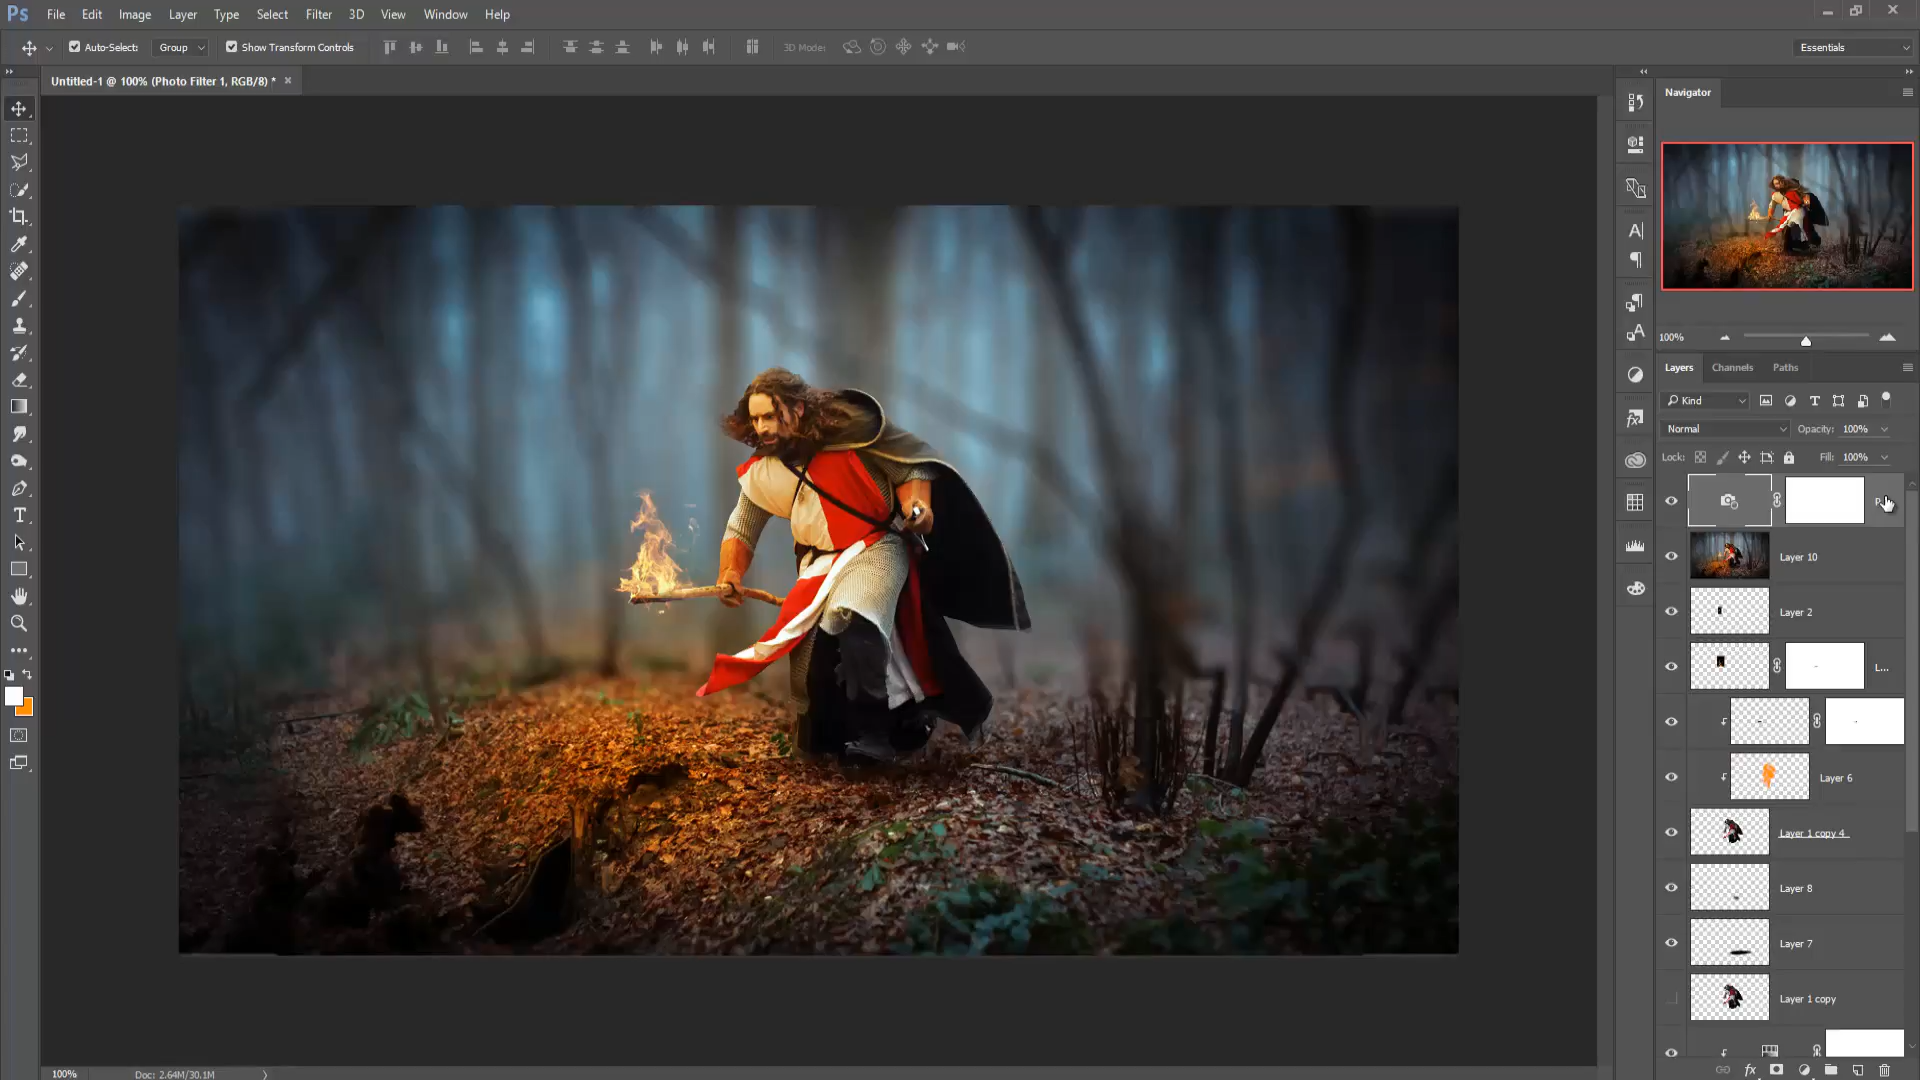 Ps File Edit Image Layer Type Select Filter 3D View Window Help
Auto-Select: Group Show Transform Controls 3D Mode: Essentials
Untitled-1 @ 100% (Photo Filter 1, RGB/8) *
Navigator
100%
Layers Channels Paths
Kind
Normal Opacity: 100%
Lock: Fill: 100%
Layer 10
Layer 2
L...
Layer 6
Layer 1 copy 4
Layer 8
Layer 7
Layer 1 copy
100% Doc: 2.64M/30.1M